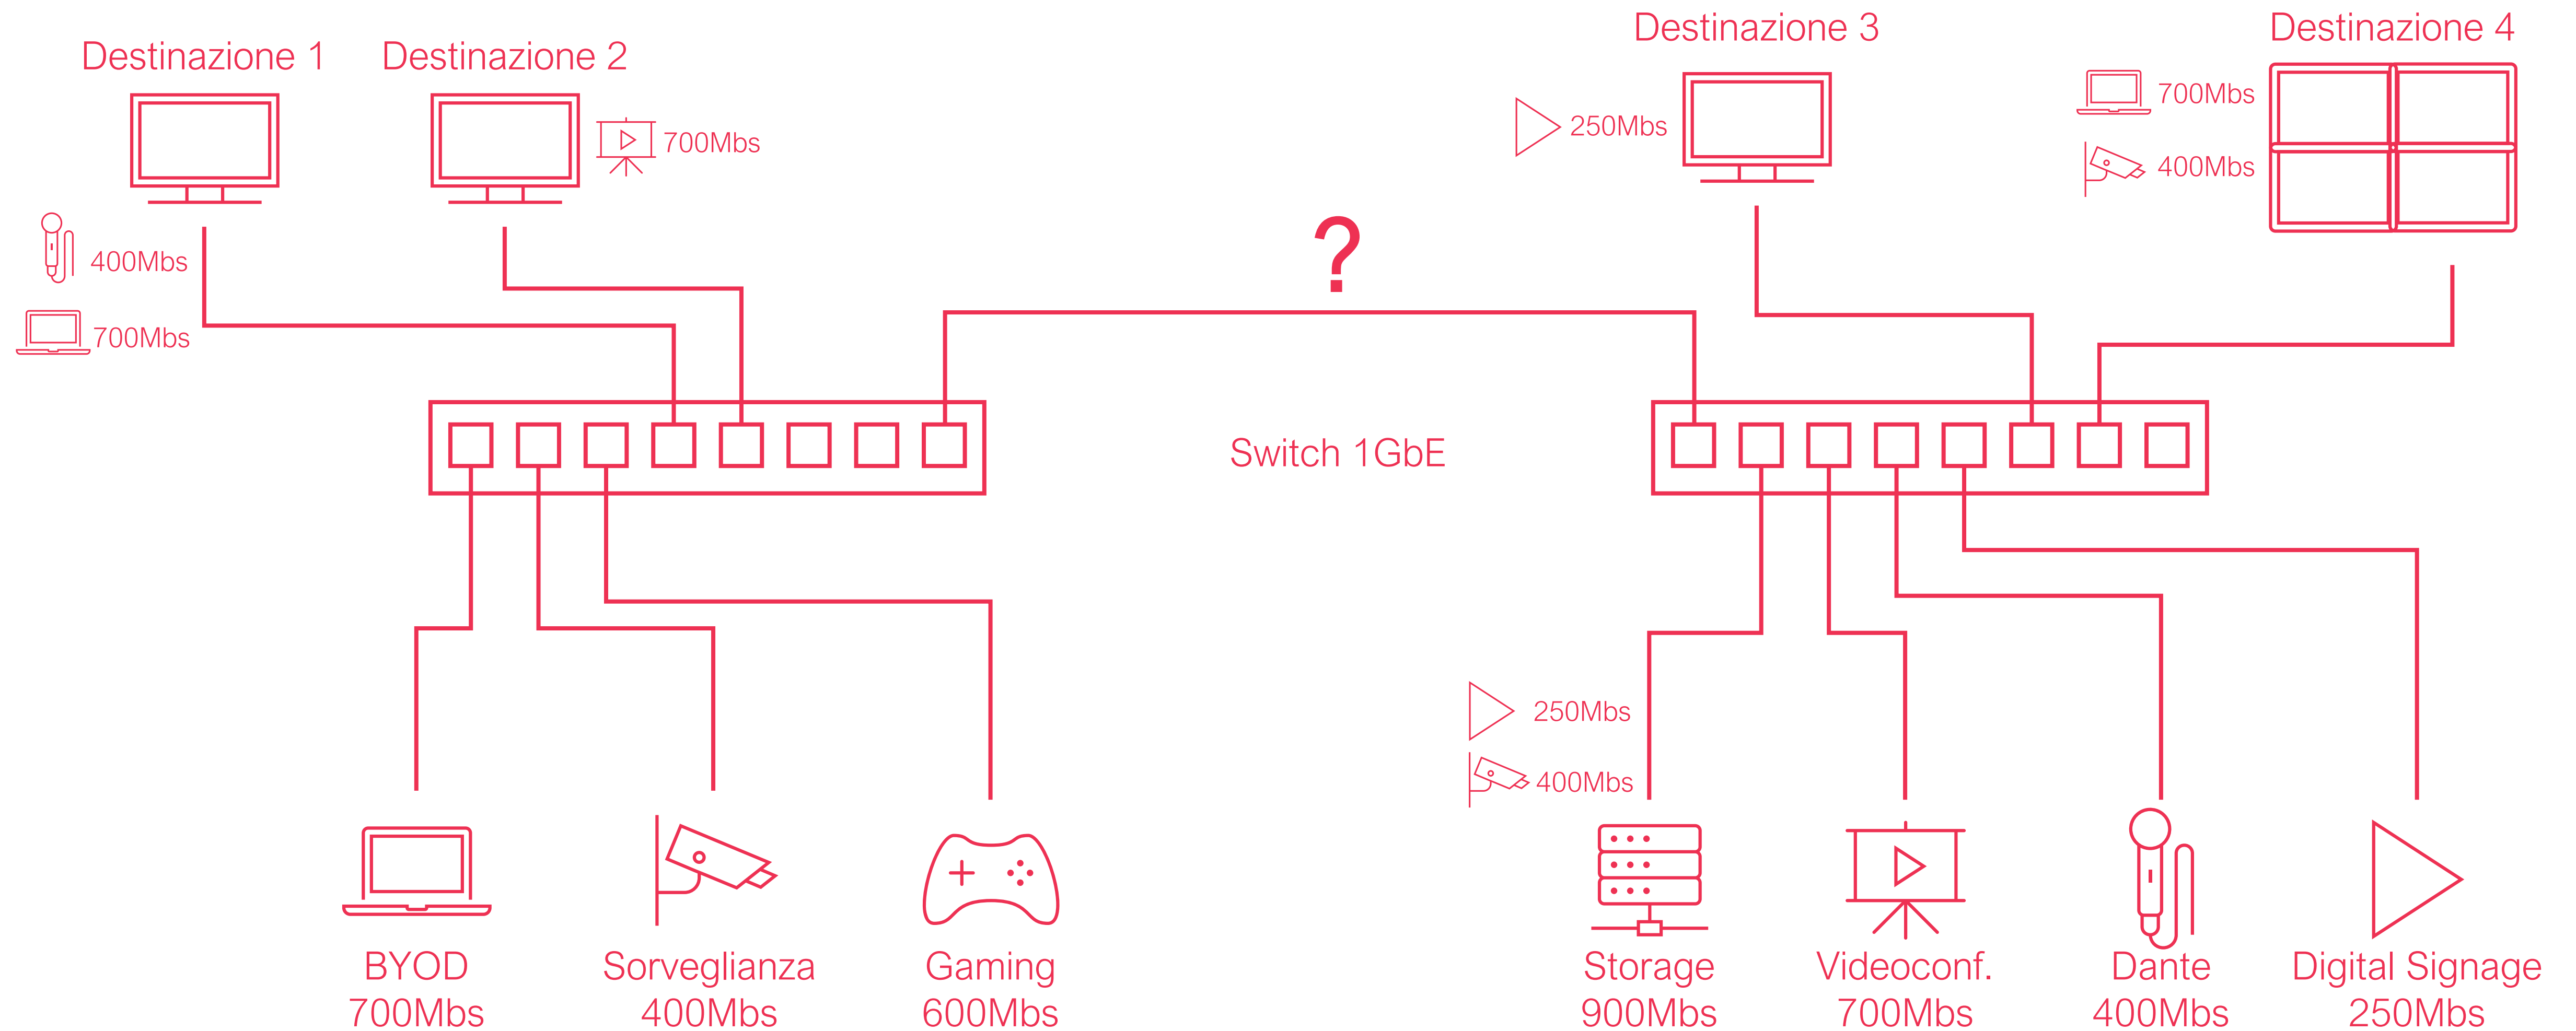 Destinazione 1
Destinazione 2
Destinazione 3
Destinazione 4
700Mbs
250Mbs
700Mbs
400Mbs
400Mbs
700Mbs
?
Switch 1GbE
250Mbs
400Mbs
BYOD
700Mbs
Sorveglianza
400Mbs
Gaming
600Mbs
Storage
900Mbs
Videoconf.
700Mbs
Dante
400Mbs
Digital Signage
250Mbs